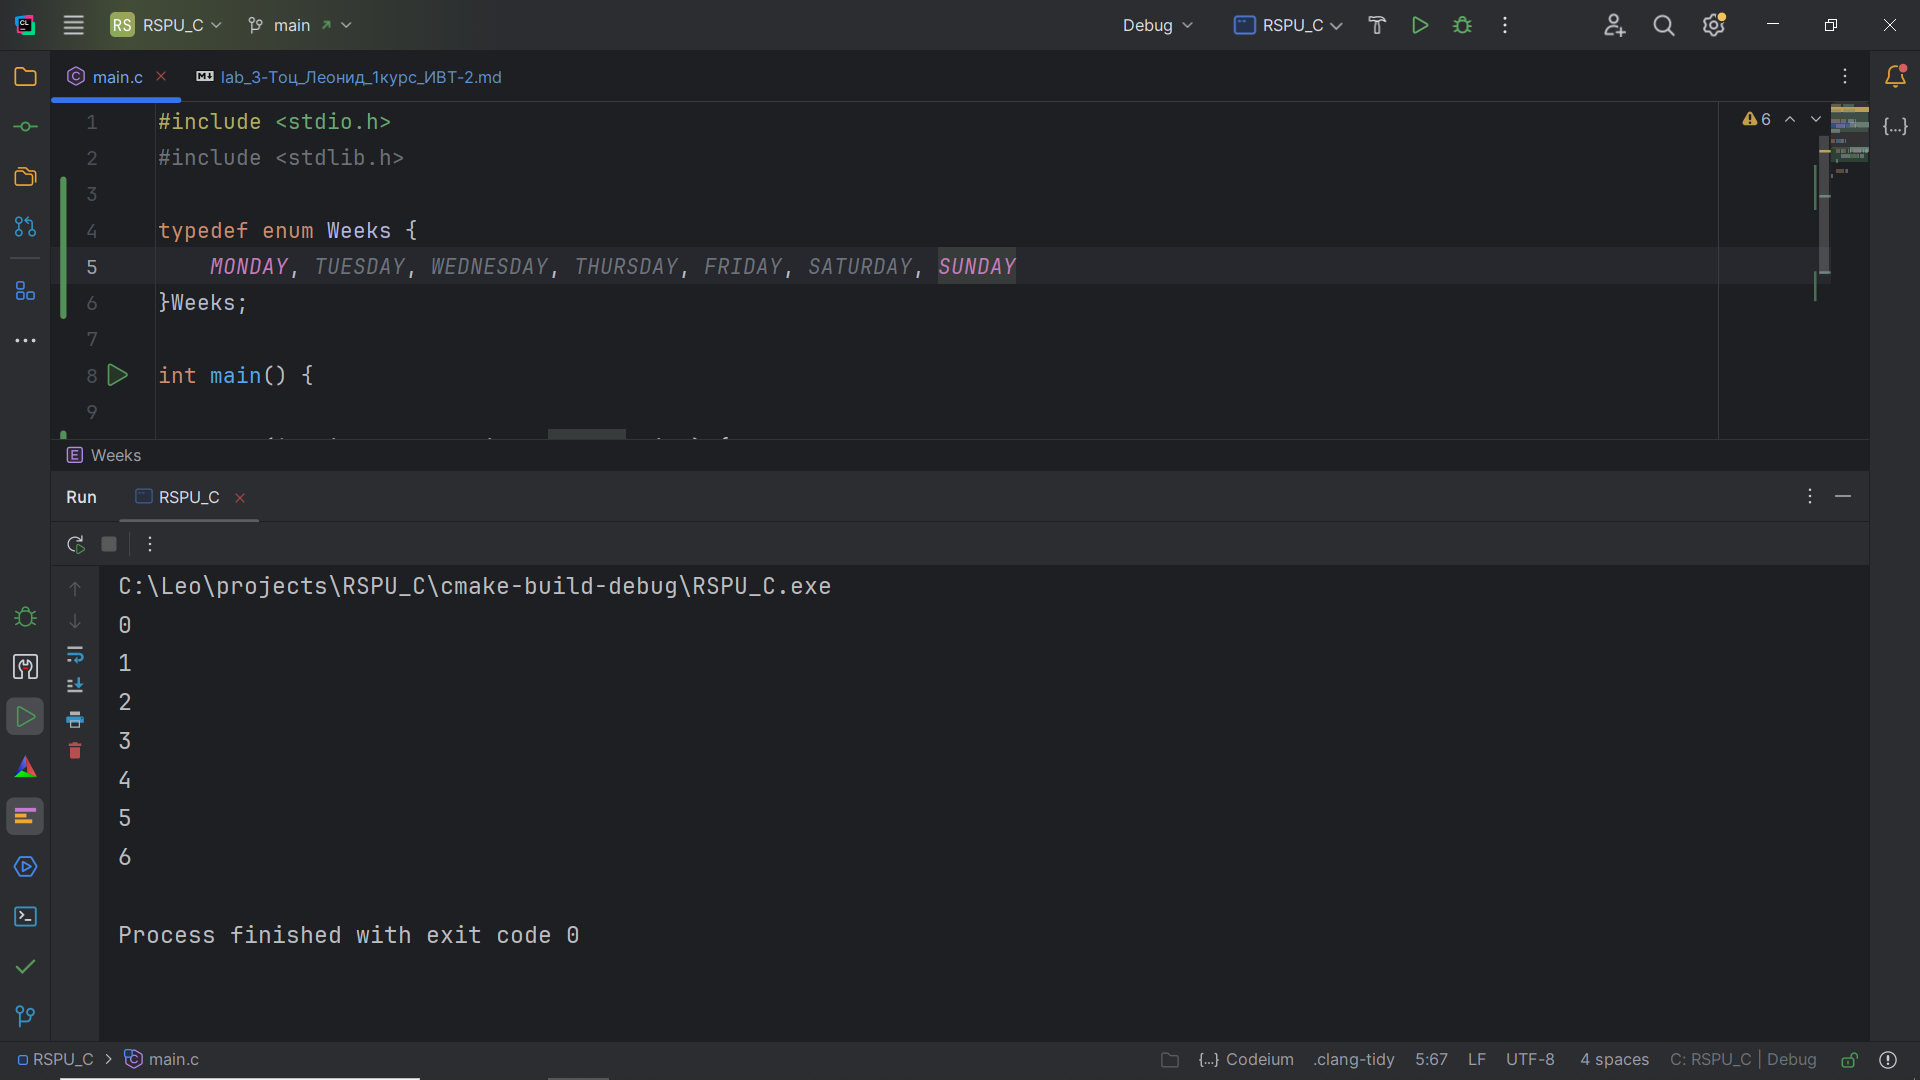 RS RSPU_C main Debug RSPU_C
main.c lab_3-Тоц_Леонид_1курс_ИВТ-2.md
1 #include <stdio.h>
6
2 #include <stdlib.h>
3
4 typedef enum Weeks {
5 MONDAY, TUESDAY, WEDNESDAY, THURSDAY, FRIDAY, SATURDAY, SUNDAY
6 }Weeks;
7
8 int main() {
9
E Weeks
Run RSPU_C
C:\Leo\projects\RSPU_C\cmake-build-debug\RSPU_C.exe
0
1
2
3
4
5
6
Process finished with exit code 0
RSPU_C > main.c {...} Codeium .clang-tidy 5:67 LF UTF-8 4 spaces C: RSPU_C | Debug